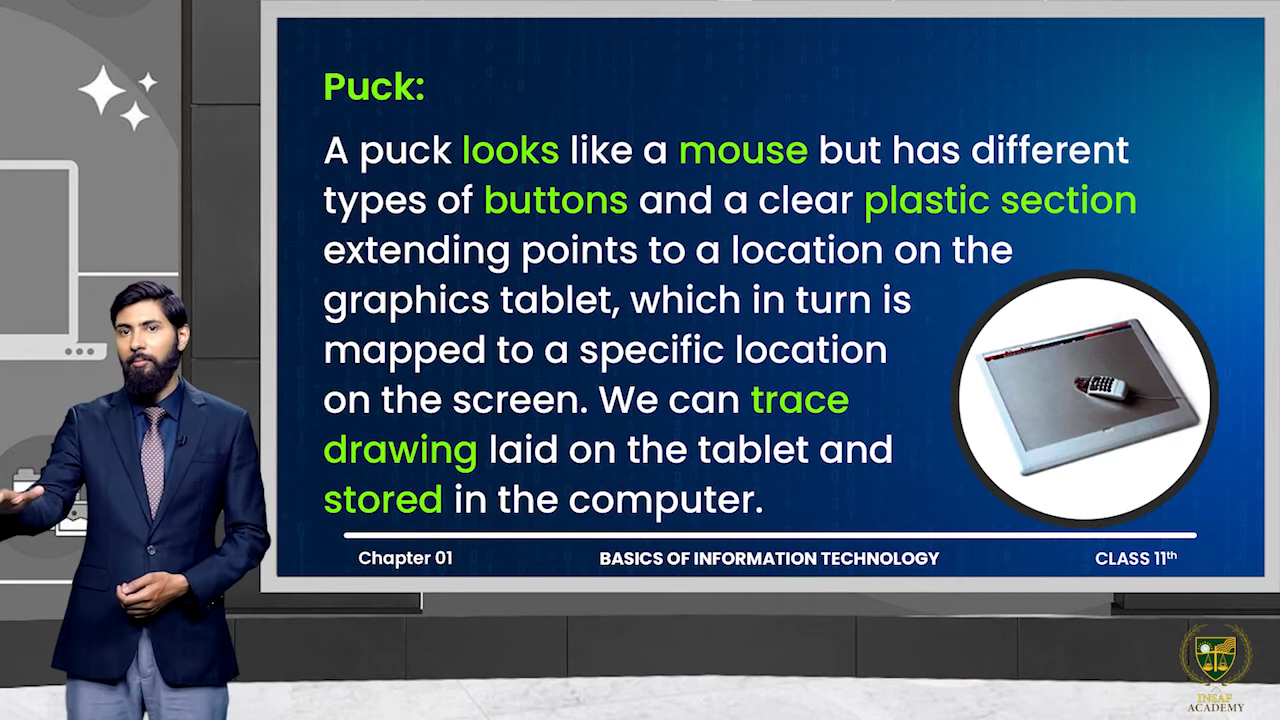 Puck:
A puck looks like a mouse but has different
types of buttons and a clear plastic section
extending points to a location on the
graphics tablet, which in turn is
mapped to a specific location
on the screen. We can trace
drawing laid on the tablet and
stored in the computer.
Chapter 01
BASICS OF INFORMATION TECHNOLOGY
CLASS 11th
INSAF
ACADEMY